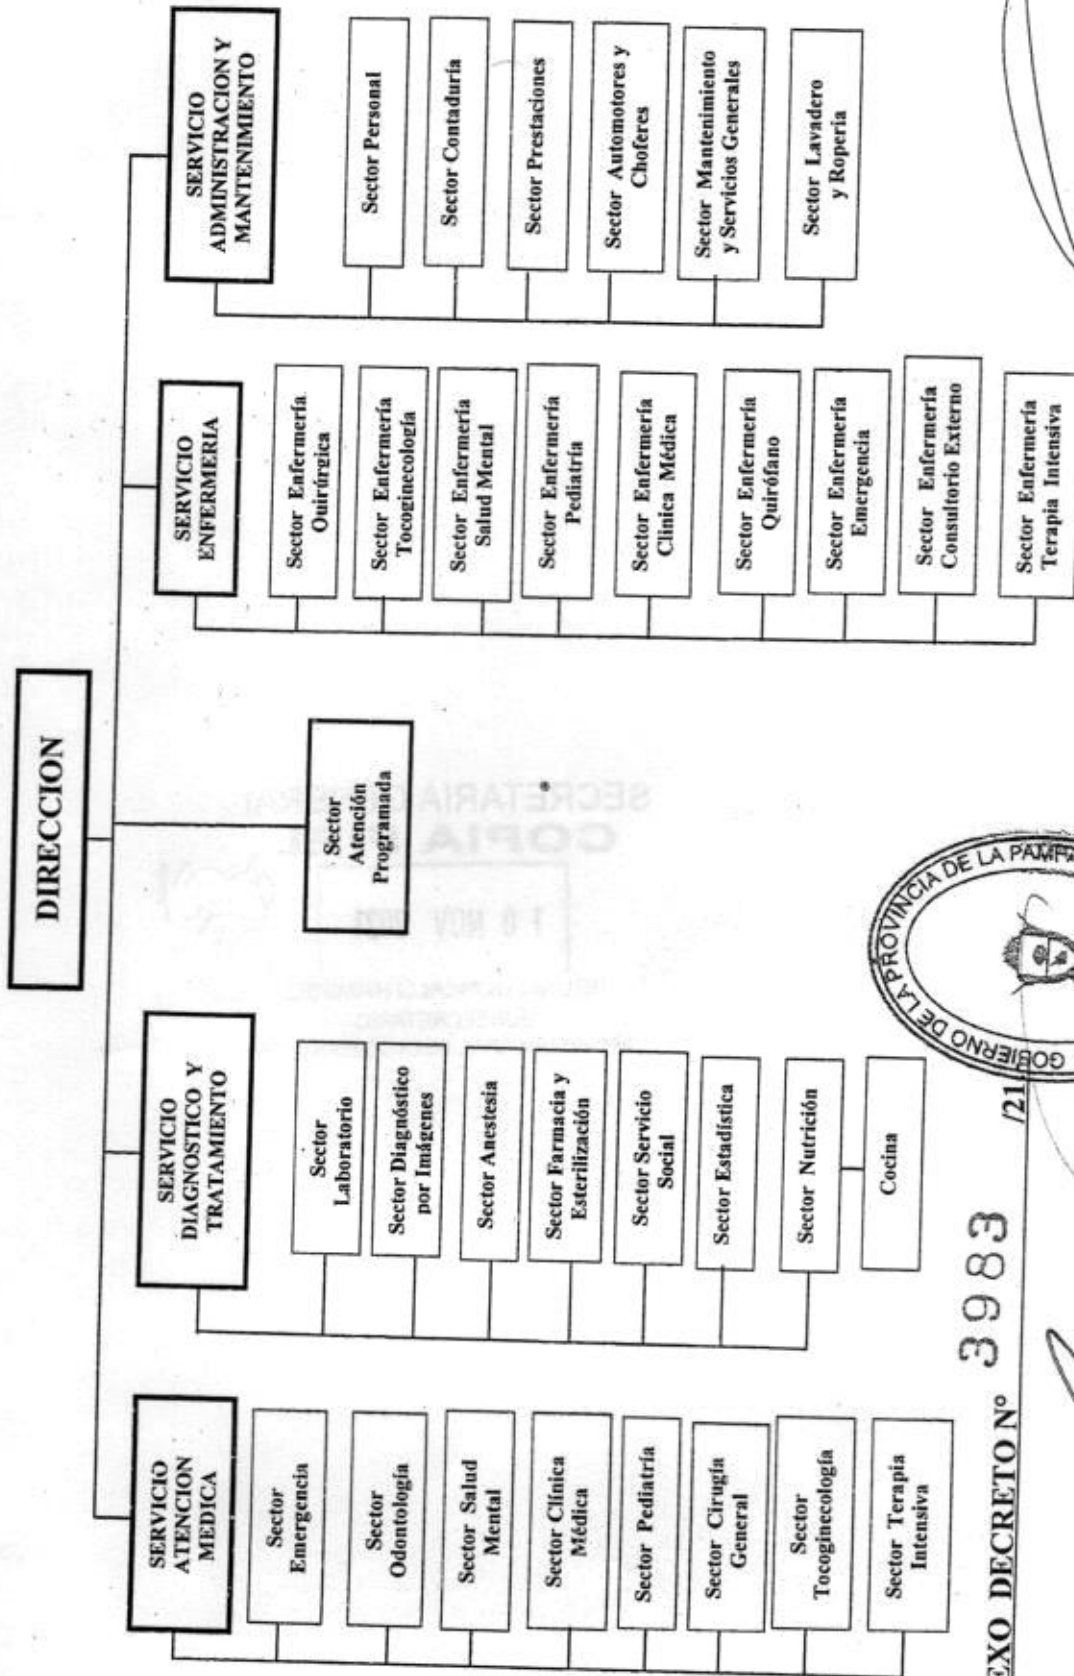 DIRECCION
SERVICIO
ATENCION
MEDICA
Sector
Emergencia
Sector
Odontología
Sector Salud
Mental
Sector Clínica
Médica
Sector Pediatría
Sector Cirugía
General
Sector
Tocoginecología
Sector Terapia
Intensiva
SERVICIO
DIAGNOSTICO Y
TRATAMIENTO
Sector
Laboratorio
Sector Diagnóstico
por Imágenes
Sector Anestesia
Sector Farmacia y
Esterilización
Sector Servicio
Social
Sector Estadística
Sector Nutrición
Cocina
Sector
Atención
Programada
SERVICIO
ENFERMERIA
Sector Enfermería
Quirúrgica
Sector Enfermería
Tocoginecología
Sector Enfermería
Salud Mental
Sector Enfermería
Pediatría
Sector Enfermería
Clínica Médica
Sector Enfermería
Quirófano
Sector Enfermería
Emergencia
Sector Enfermería
Consultorio Externo
Sector Enfermería
Terapia Intensiva
SERVICIO
ADMINISTRACION Y
MANTENIMIENTO
Sector Personal
Sector Contaduría
Sector Prestaciones
Sector Automotores y
Choferes
Sector Mantenimiento
y Servicios Generales
Sector Lavadero
y Ropería
SECRETARIA GENERAL
COPIA
10 NOV 2021
EXO DECRETO N° 3983 /21
GOBIERNO DE LA PROVINCIA DE LA PAMPA